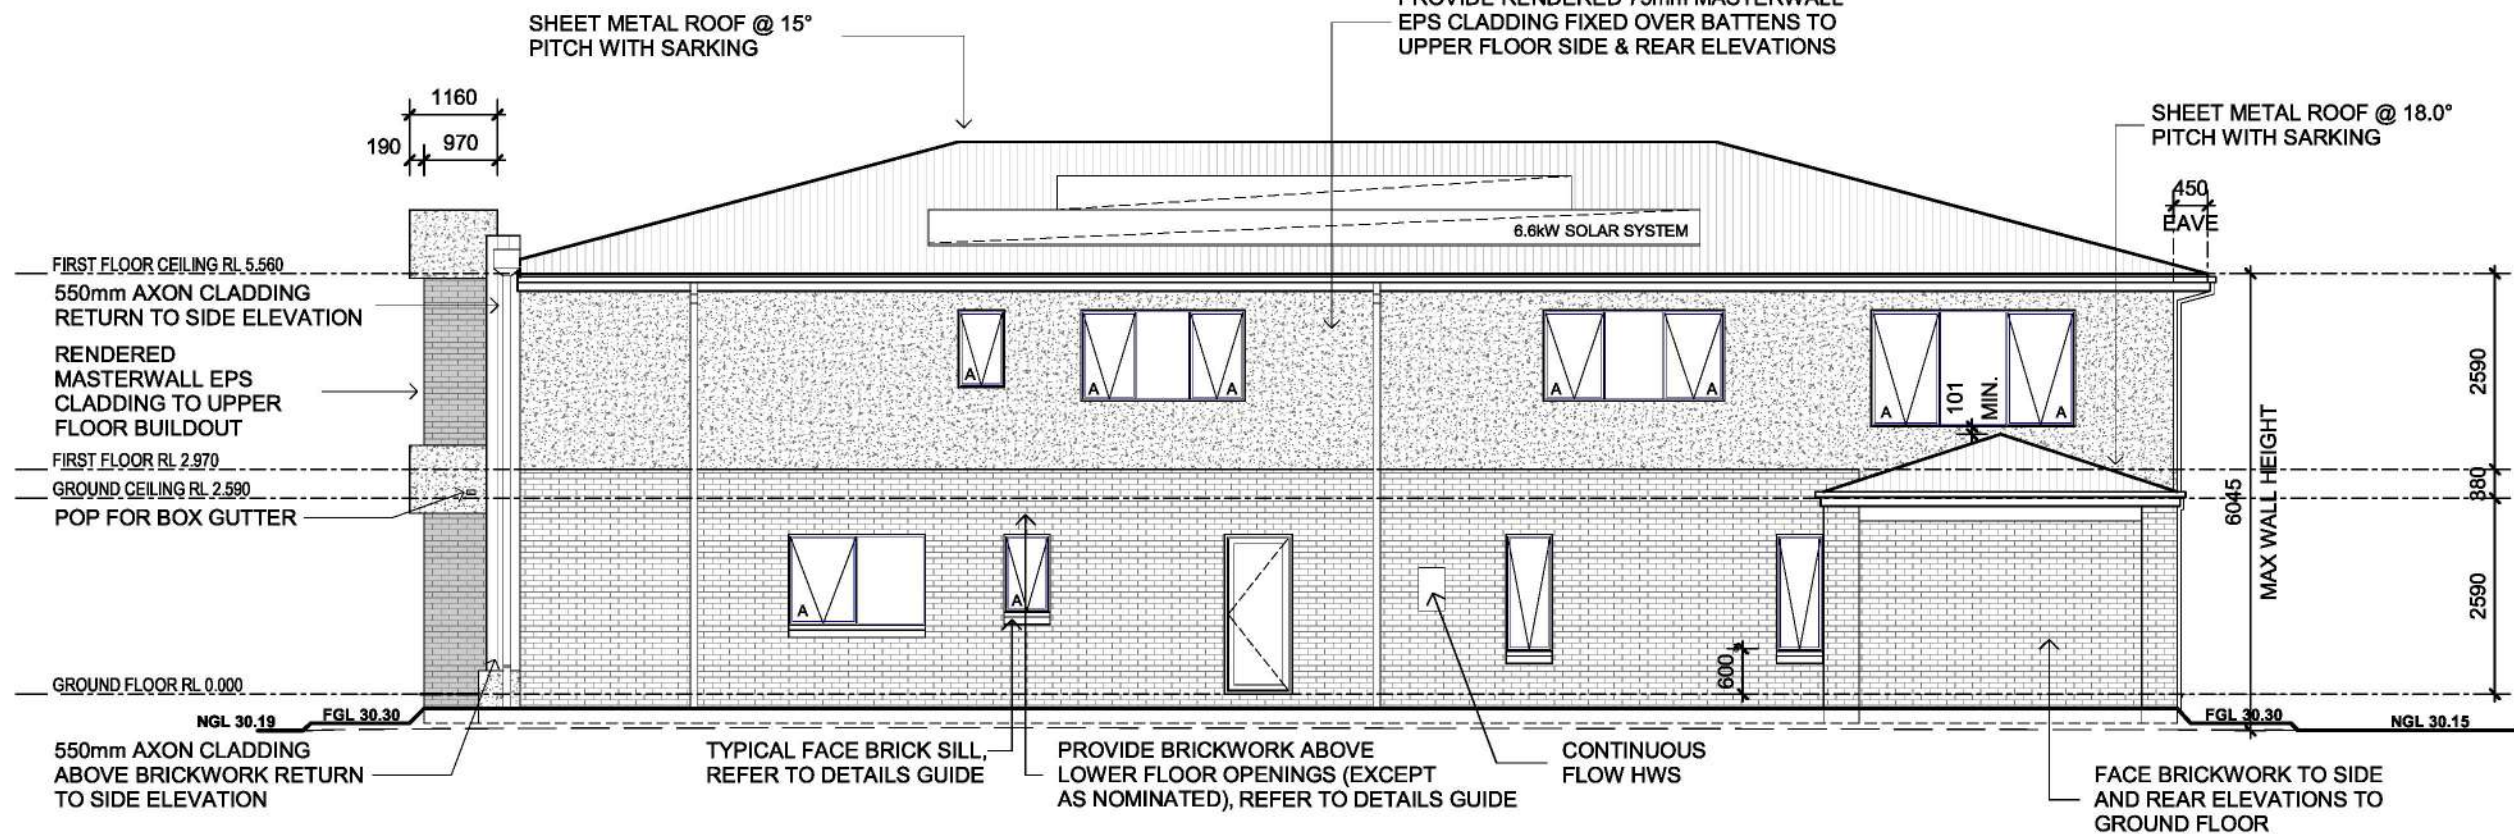 PROVIDE RENDERED 75mm MASTERWALL
EPS CLADDING FIXED OVER BATTENS TO
UPPER FLOOR SIDE & REAR ELEVATIONS
SHEET METAL ROOF @ 15°
PITCH WITH SARKING
1160
190
970
SHEET METAL ROOF @ 18.0°
PITCH WITH SARKING
450
EAVE
6.6kW SOLAR SYSTEM
FIRST FLOOR CEILING RL 5.560
550mm AXON CLADDING
RETURN TO SIDE ELEVATION
RENDERED
MASTERWALL EPS
CLADDING TO UPPER
FLOOR BUILDOUT
A
A
A
A
A
A
A
101
MIN.
2590
FIRST FLOOR RL 2.970
GROUND CEILING RL 2.590
POP FOR BOX GUTTER
380
6045
MAX WALL HEIGHT
2590
A
A
600
GROUND FLOOR RL 0.000
NGL 30.19
FGL 30.30
FGL 30.30
NGL 30.15
550mm AXON CLADDING
ABOVE BRICKWORK RETURN
TO SIDE ELEVATION
TYPICAL FACE BRICK SILL,
REFER TO DETAILS GUIDE
PROVIDE BRICKWORK ABOVE
LOWER FLOOR OPENINGS (EXCEPT
AS NOMINATED), REFER TO DETAILS GUIDE
CONTINUOUS
FLOW HWS
FACE BRICKWORK TO SIDE
AND REAR ELEVATIONS TO
GROUND FLOOR